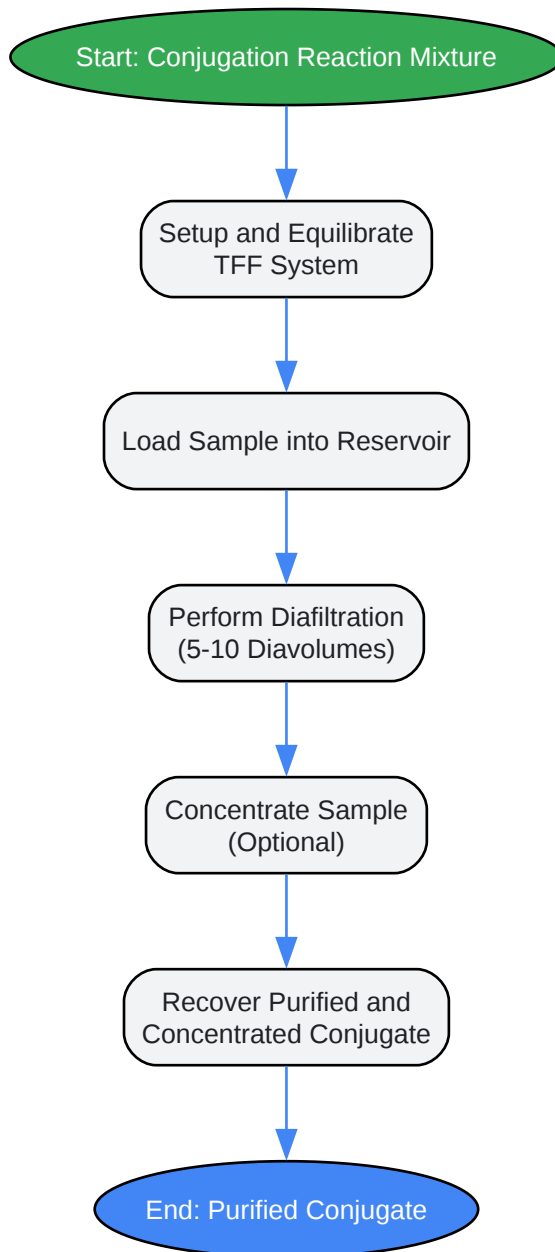 Start: Conjugation Reaction Mixture
Setup and Equilibrate
TFF System
Load Sample into Reservoir
Perform Diafiltration
(5-10 Diavolumes)
Concentrate Sample
(Optional)
Recover Purified and
Concentrated Conjugate
End: Purified Conjugate